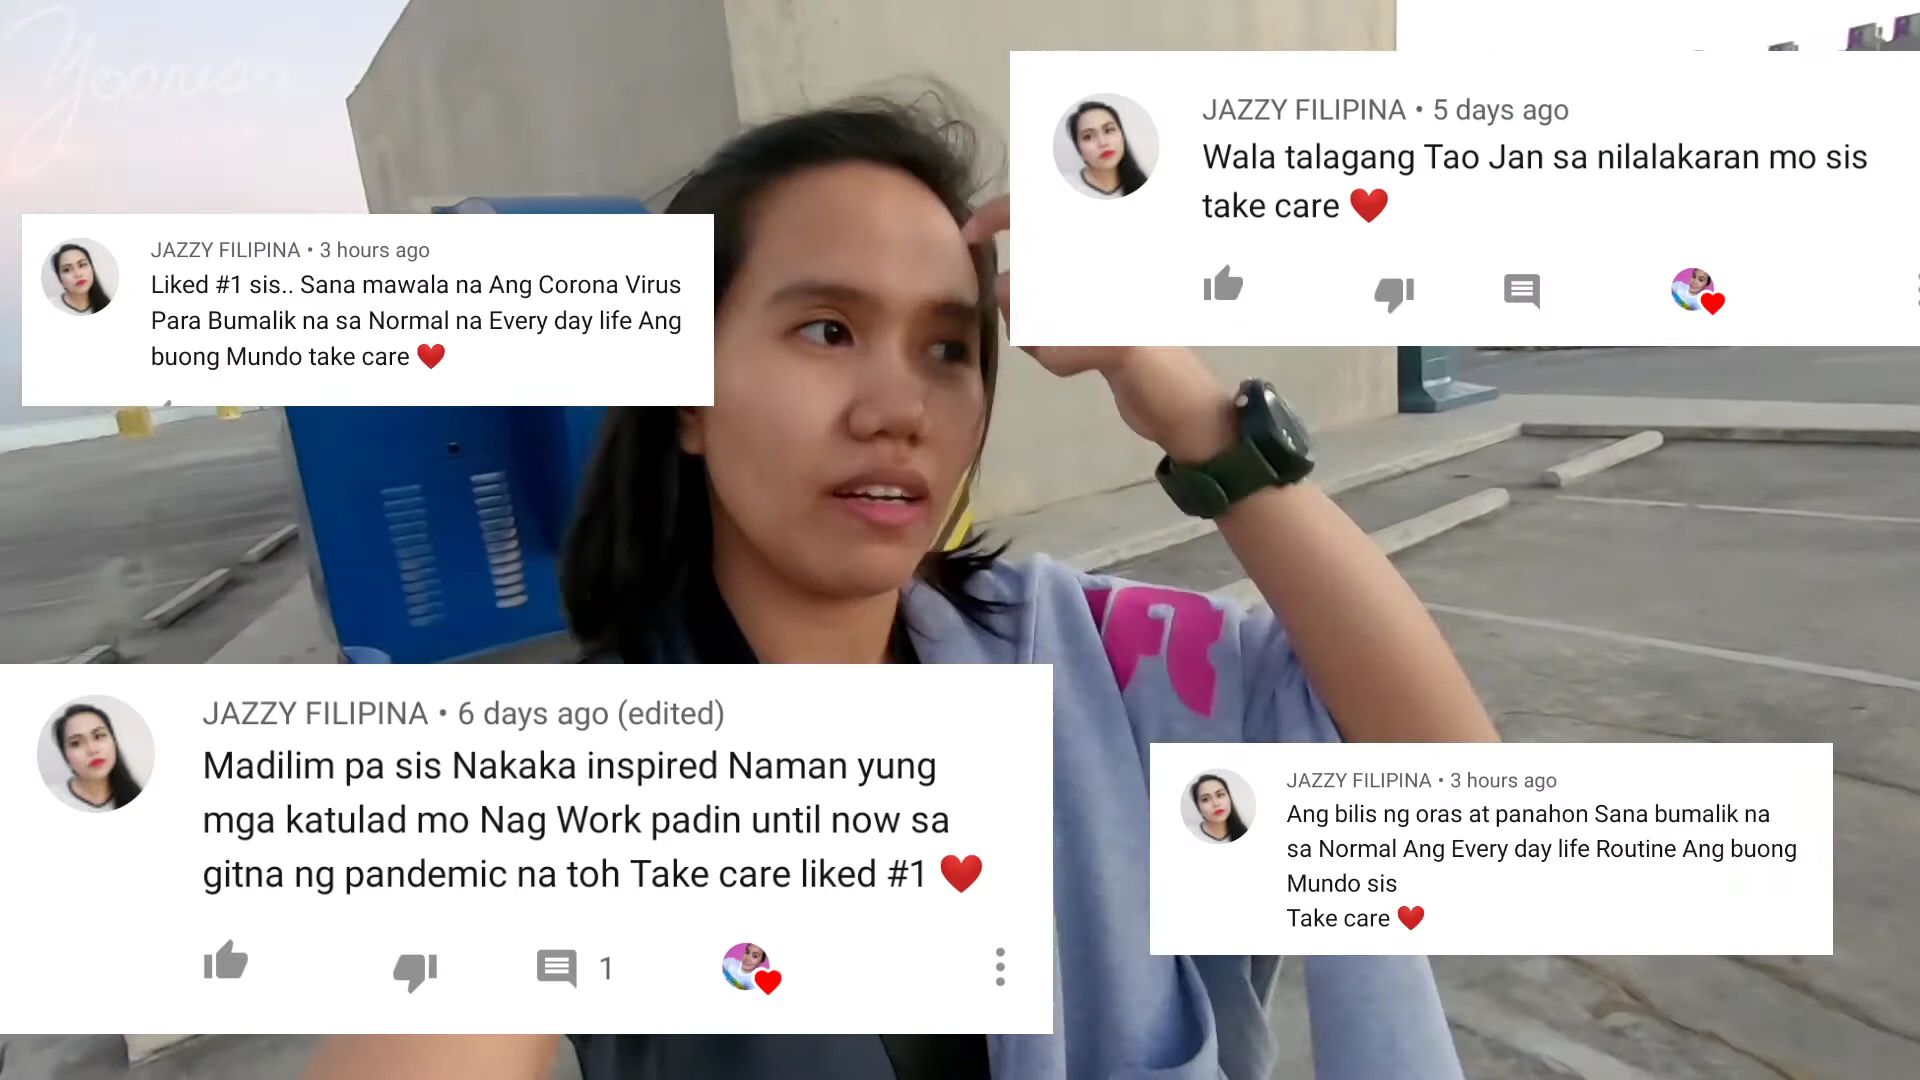 Yoonison
JAZZY FILIPINA • 5 days ago
Wala talagang Tao Jan sa nilalakaran mo sis
take care ❤️
JAZZY FILIPINA • 3 hours ago
Liked #1 sis.. Sana mawala na Ang Corona Virus
Para Bumalik na sa Normal na Every day life Ang
buong Mundo take care ❤️
JAZZY FILIPINA • 6 days ago (edited)
Madilim pa sis Nakaka inspired Naman yung
mga katulad mo Nag Work padin until now sa
gitna ng pandemic na toh Take care liked #1 ❤️
1
JAZZY FILIPINA • 3 hours ago
Ang bilis ng oras at panahon Sana bumalik na
sa Normal Ang Every day life Routine Ang buong
Mundo sis
Take care ❤️